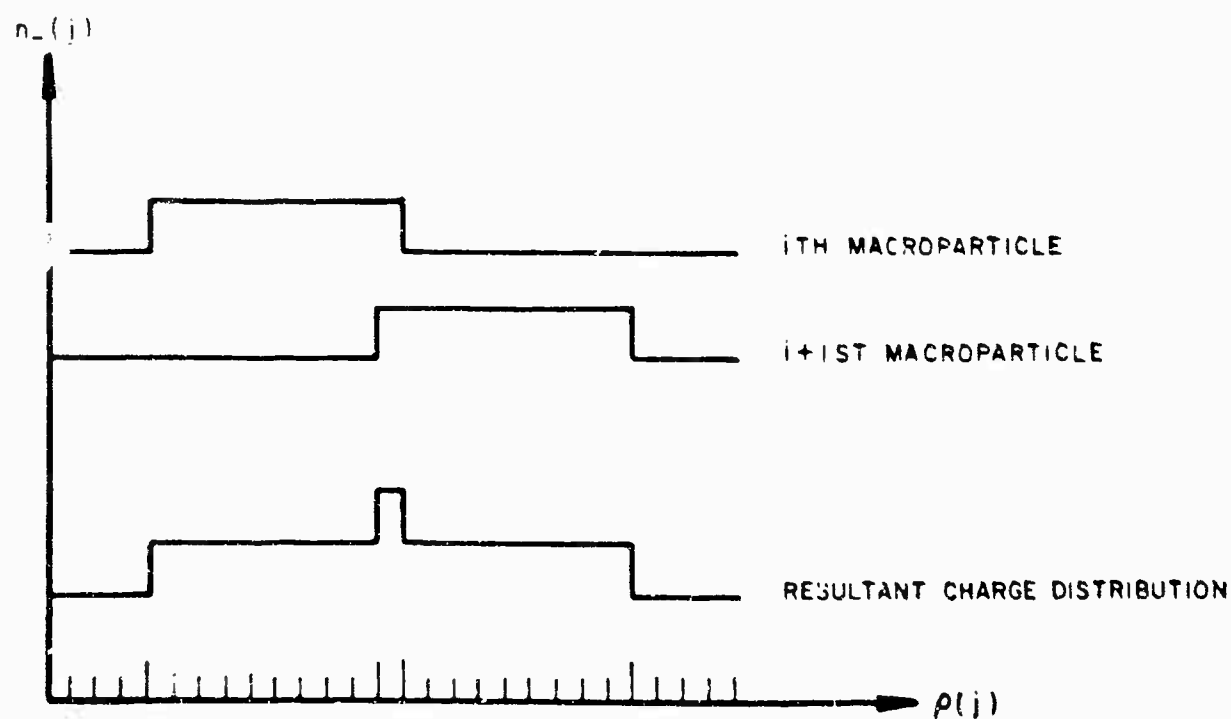 n_(j)
iTH MACROPARTICLE
i+1ST MACROPARTICLE
RESULTANT CHARGE DISTRIBUTION
ρ(j)